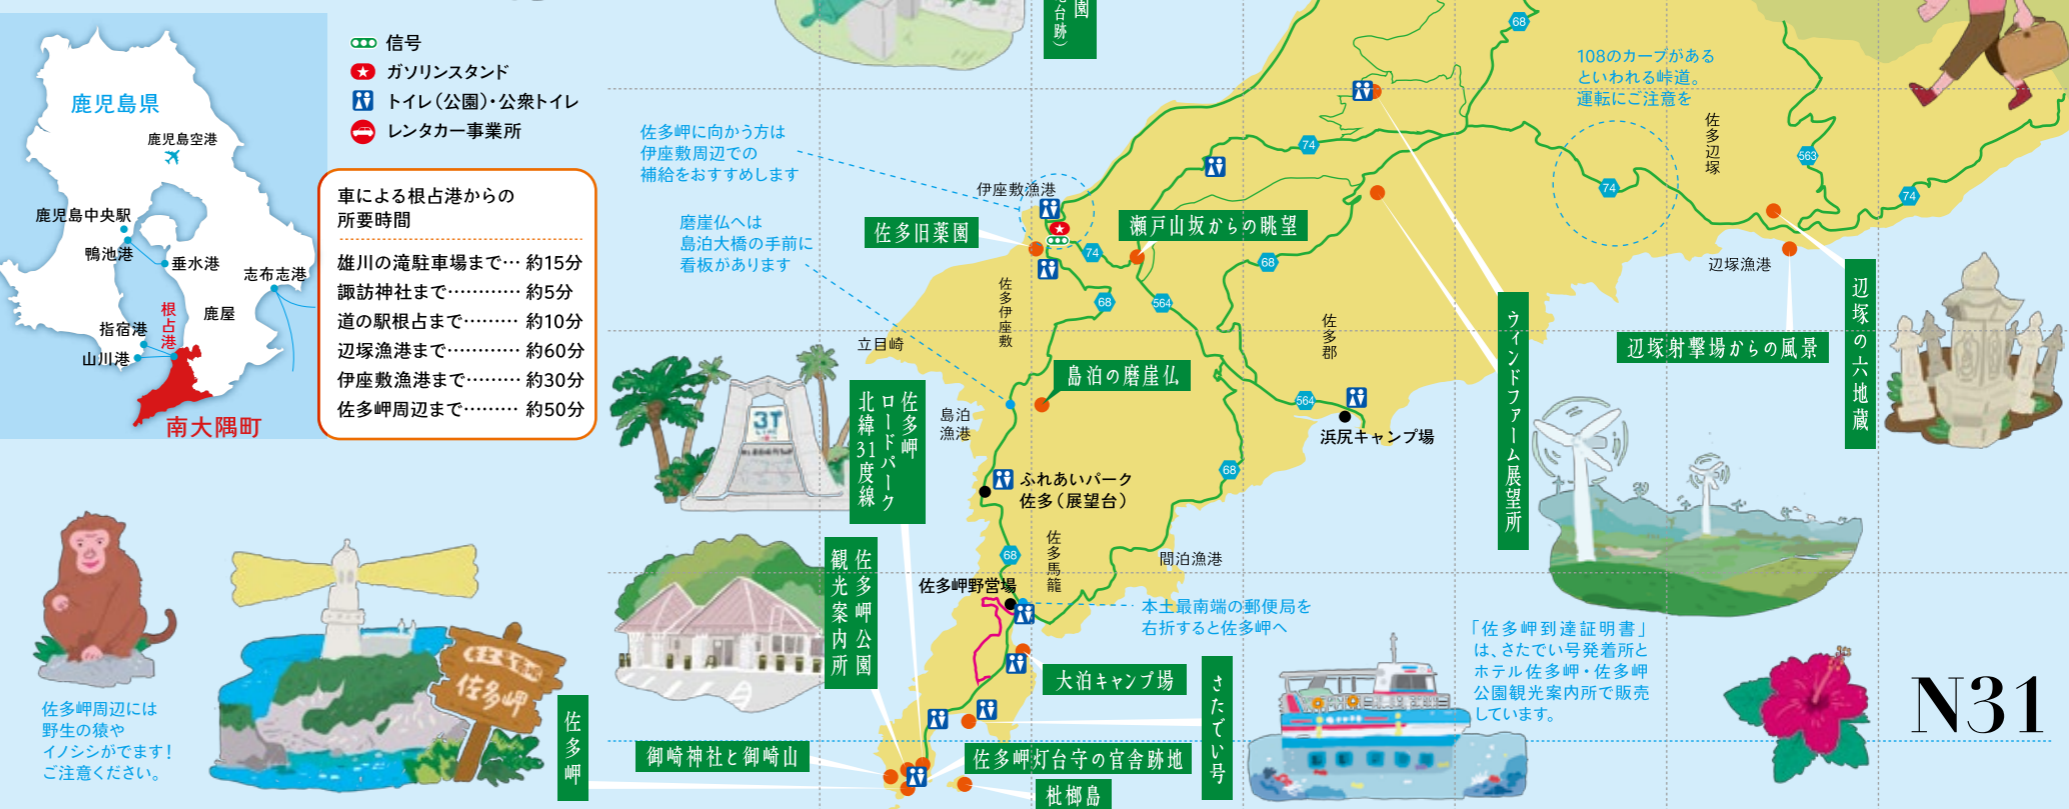 鹿児島県
鹿児島空港
鹿児島中央駅
鴨池港
垂水港
志布志港
鹿屋
根占港
指宿港
山川港
南大隅町
信号
ガソリンスタンド
トイレ（公園）・公衆トイレ
レンタカー事業所
車による根占港からの
所要時間
雄川の滝駐車場まで… 約15分
諏訪神社まで………… 約5分
道の駅根占まで……… 約10分
辺塚漁港まで………… 約60分
伊座敷漁港まで……… 約30分
佐多岬周辺まで……… 約50分
園
台跡）
68
108のカーブがある
といわれる峠道。
運転にご注意を
佐多辺塚
563
74
74
74
佐多岬に向かう方は
伊座敷周辺での
補給をおすすめします
伊座敷漁港
佐多旧薬園
瀬戸山坂からの眺望
磨崖仏へは
島泊大橋の手前に
看板があります
74
68
68
564
佐多伊座敷
佐多郡
立目崎
辺塚漁港
辺塚の六地蔵
辺塚射撃場からの風景
ウィンドファーム展望所
島泊の磨崖仏
島泊
漁港
佐多岬
ロードパーク
北緯31度線
31
564
浜尻キャンプ場
68
ふれあいパーク
佐多（展望台）
佐多馬籠
68
間泊漁港
佐多岬野営場
本土最南端の郵便局を
右折すると佐多岬へ
佐多岬公園
観光案内所
大泊キャンプ場
さたでい号
「佐多岬到達証明書」
は、さたでい号発着所と
ホテル佐多岬・佐多岬
公園観光案内所で販売
しています。
N31
佐多岬周辺には
野生の猿や
イノシシがでます！
ご注意ください。
本土最南端
佐多岬
佐多岬
御崎神社と御崎山
佐多岬灯台守の官舎跡地
枇榔島